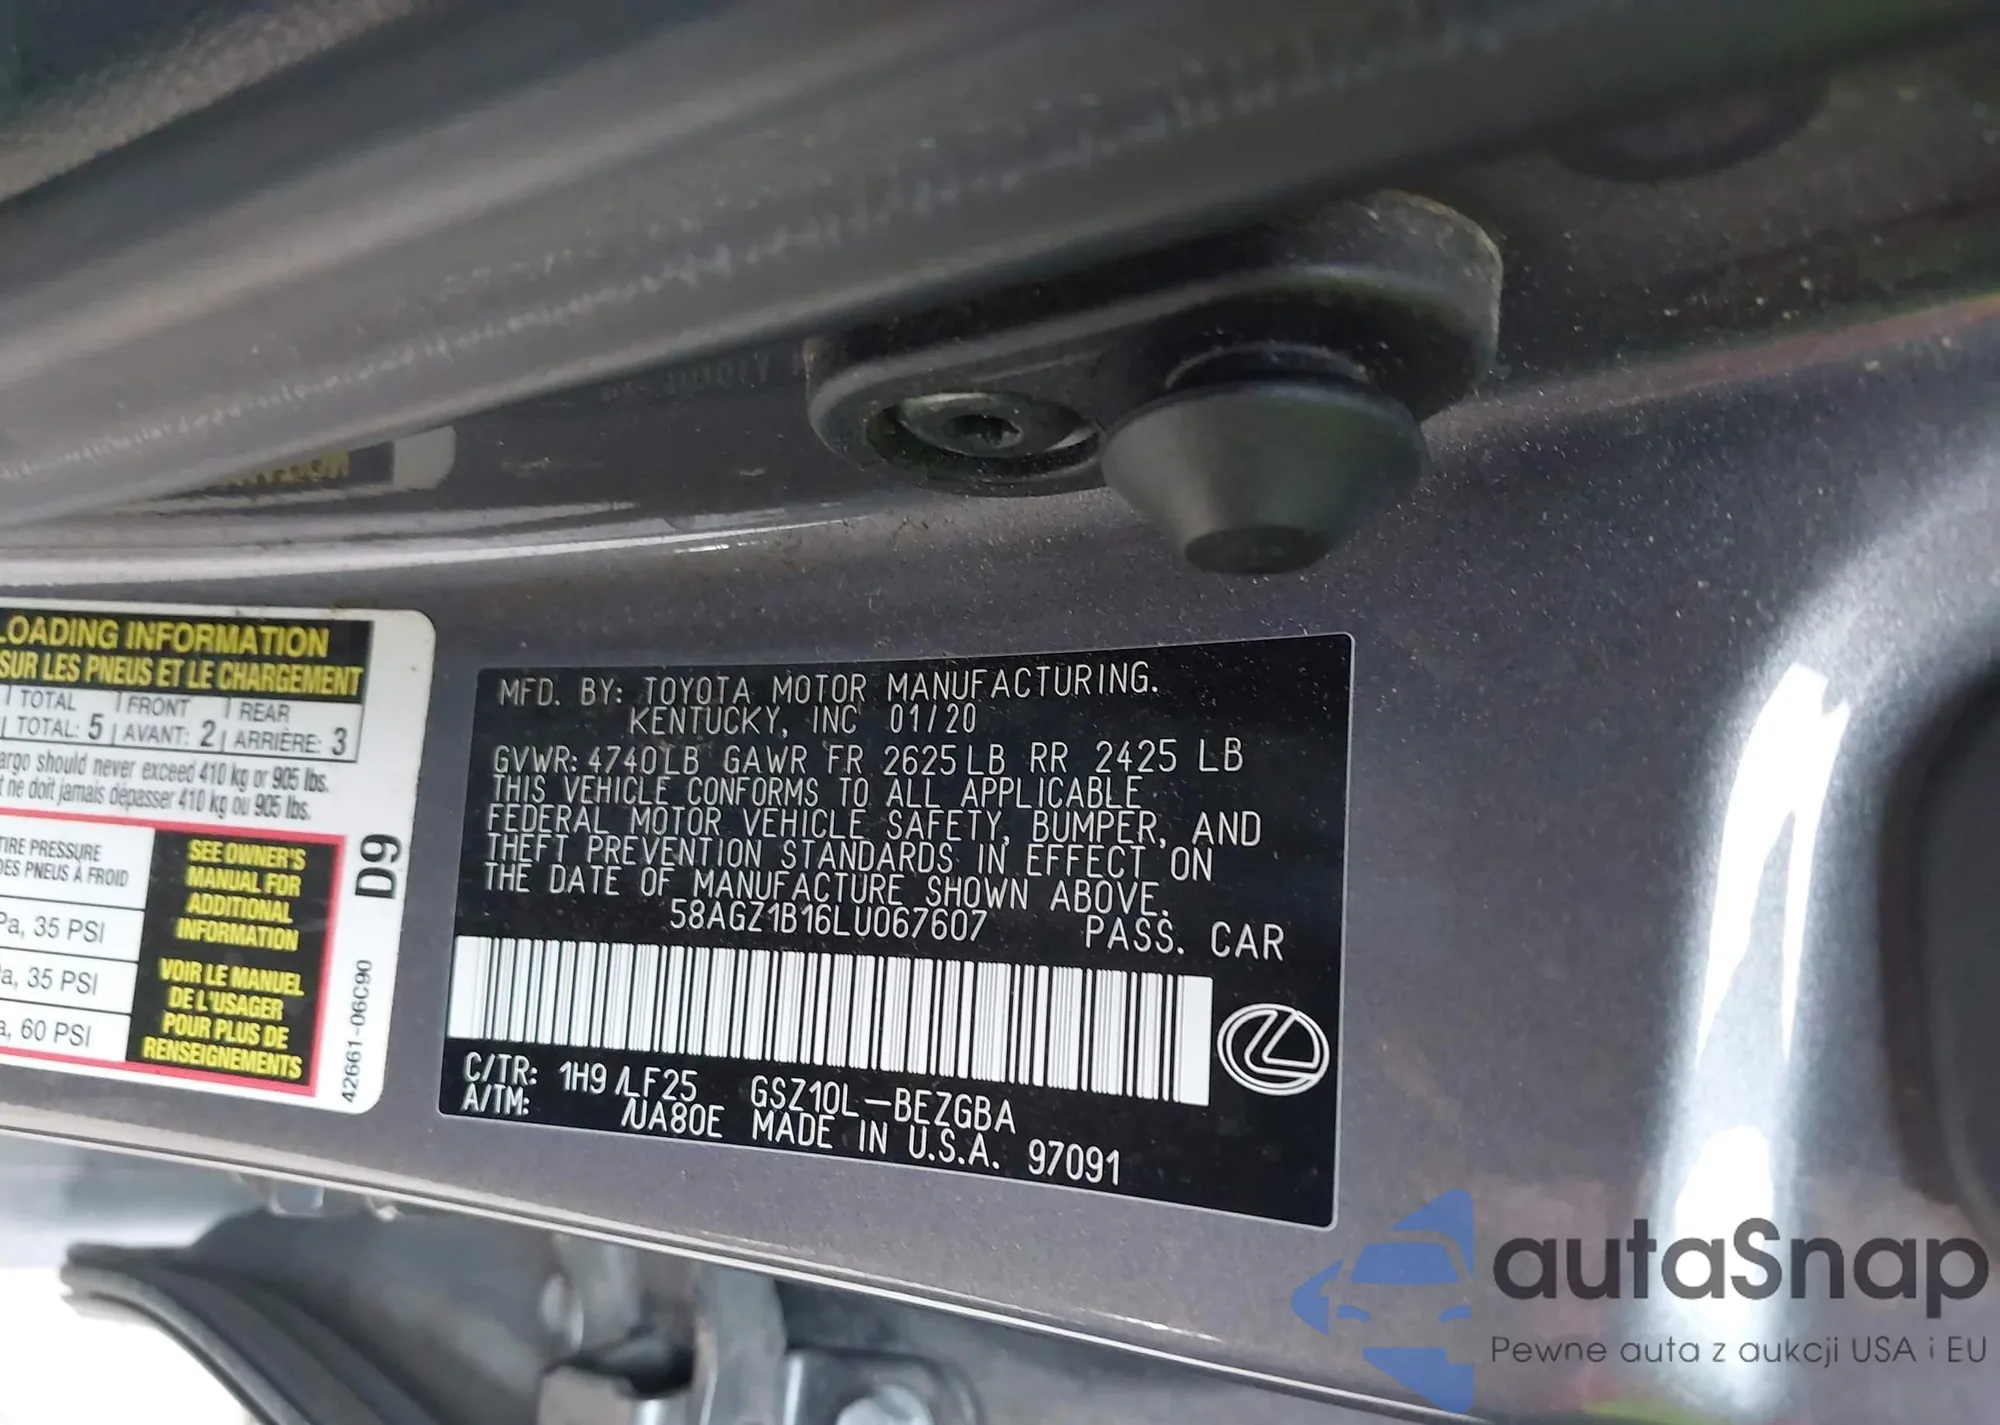 LOADING INFORMATION
SUR LES PNEUS ET LE CHARGEMENT
TOTAL FRONT REAR
TOTAL: 5 AVANT: 2 ARRIÈRE: 3
should never exceed 410 kg or 905 lbs.
ne doit jamais dépasser 410 kg ou 905 lbs.
TIRE PRESSURE
DES PNEUS À FROID
35 PSI
35 PSI
60 PSI
SEE OWNER'S
MANUAL FOR
ADDITIONAL
INFORMATION
VOIR LE MANUEL
DE L'USAGER
POUR PLUS DE
RENSEIGNEMENTS
D9
42661-06C90
MFD. BY: TOYOTA MOTOR MANUFACTURING.
KENTUCKY, INC 01/20
GVWR: 4740LB GAWR FR 2625LB RR 2425 LB
THIS VEHICLE CONFORMS TO ALL APPLICABLE
FEDERAL MOTOR VEHICLE SAFETY, BUMPER, AND
THEFT PREVENTION STANDARDS IN EFFECT ON
THE DATE OF MANUFACTURE SHOWN ABOVE.
58AGZ1B16LU067607 PASS. CAR
C/TR: 1H9 /LF25 GSZ10L-BEZGBA
A/TM: /UA80E MADE IN U.S.A. 97091
autaSnap
Pewne auta z aukcji USA i EU